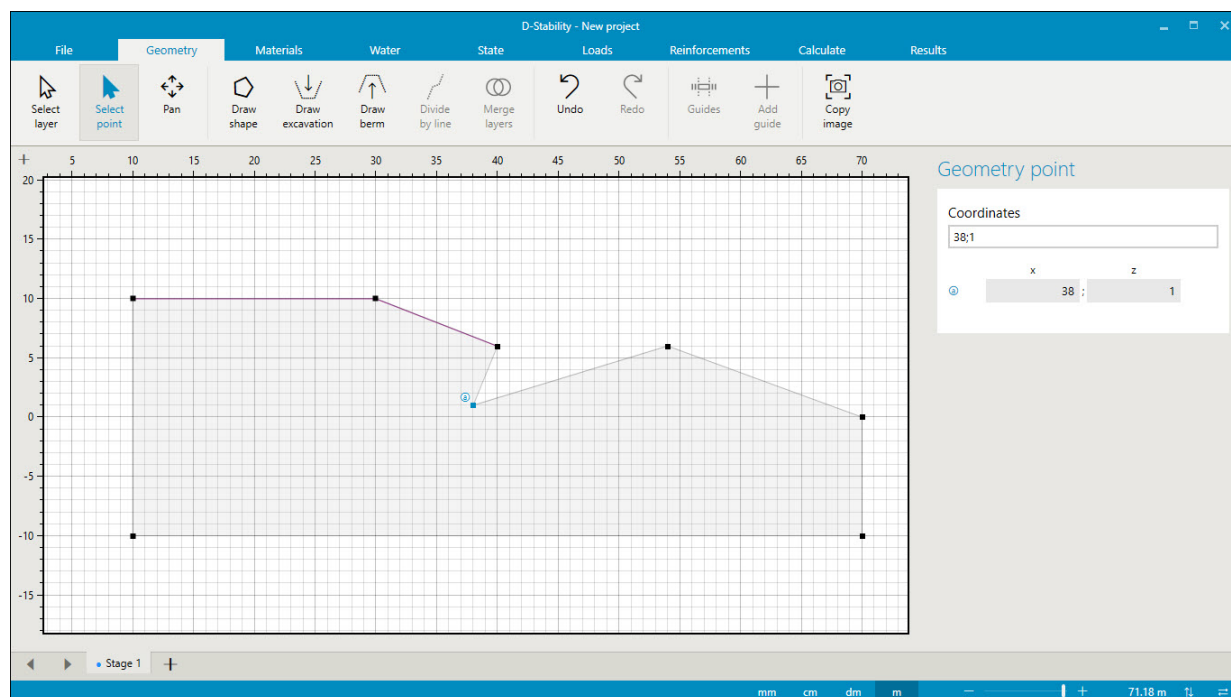 D-Stability - New project
File Geometry Materials Water State Loads Reinforcements Calculate Results
Select layer
Select point
Pan
Draw shape
Draw excavation
Draw berm
Divide by line
Merge layers
Undo
Redo
Guides
Add guide
Copy image
5 10 15 20 25 30 35 40 45 50 55 60 65 70
20
15
10
5
0
-5
-10
-15
a
Geometry point
Coordinates
38;1
x z
a 38 ; 1
Stage 1
mm cm dm m 71.18 m